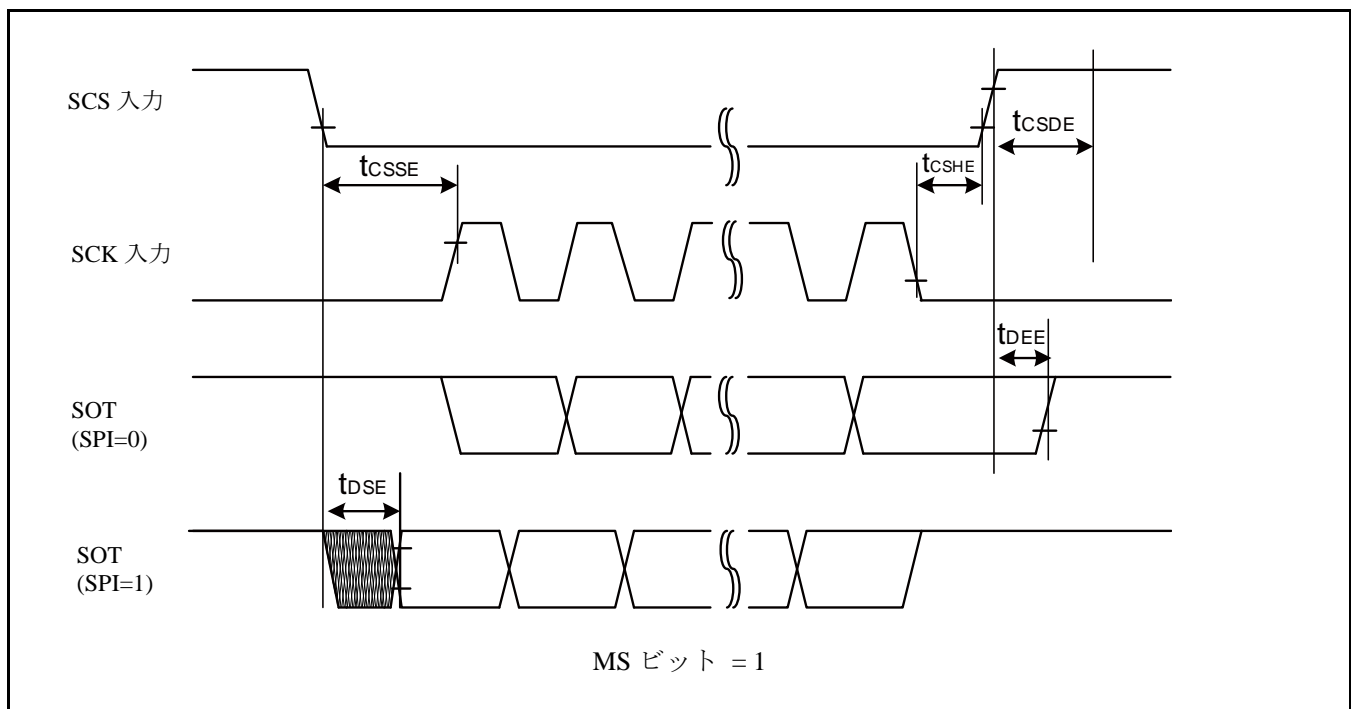 SCS 入力
tCSDE
tCSSE
tCSHE
SCK 入力
tDEE
SOT
(SPI=0)
tDSE
SOT
(SPI=1)
MS ビット = 1